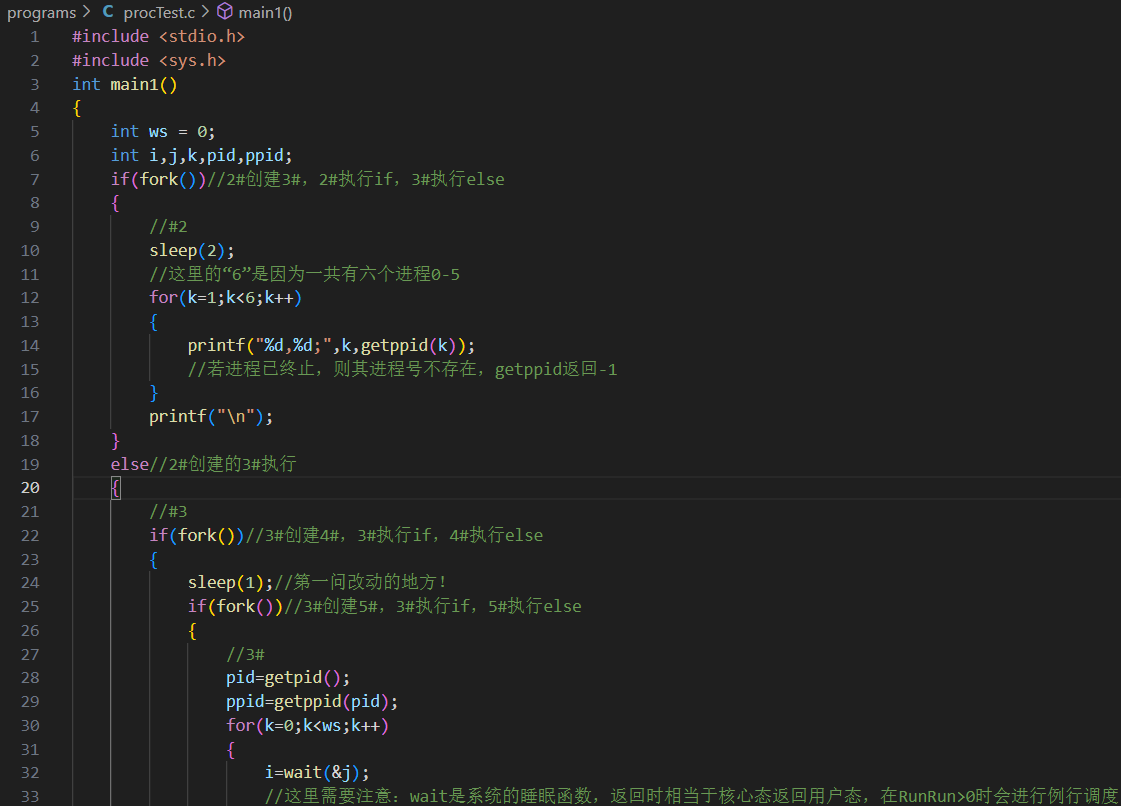 programs > C procTest.c > main1()
1 #include <stdio.h>
2 #include <sys.h>
3 int main1()
4 {
5 int ws = 0;
6 int i,j,k,pid,ppid;
7 if(fork())//2#创建3#，2#执行if，3#执行else
8 {
9 //#2
10 sleep(2);
11 //这里的“6”是因为一共有六个进程0-5
12 for(k=1;k<6;k++)
13 {
14 printf("%d,%d;",k,getppid(k));
15 //若进程已终止，则其进程号不存在，getppid返回-1
16 }
17 printf("\n");
18 }
19 else//2#创建的3#执行
20 {
21 //#3
22 if(fork())//3#创建4#，3#执行if，4#执行else
23 {
24 sleep(1);//第一问改动的地方！
25 if(fork())//3#创建5#，3#执行if，5#执行else
26 {
27 //3#
28 pid=getpid();
29 ppid=getppid(pid);
30 for(k=0;k<ws;k++)
31 {
32 i=wait(&j);
33 //这里需要注意：wait是系统的睡眠函数，返回时相当于核心态返回用户态，在RunRun>0时会进行例行调度